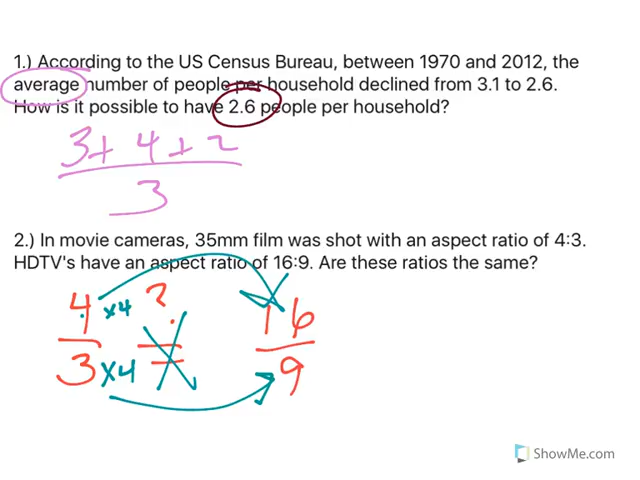 1.) According to the US Census Bureau, between 1970 and 2012, the
average number of people per household declined from 3.1 to 2.6.
How is it possible to have 2.6 people per household?
3 + 4 + 2
3
2.) In movie cameras, 35mm film was shot with an aspect ratio of 4:3.
HDTV's have an aspect ratio of 16:9. Are these ratios the same?
4 x4 ? 16
=
3 x4 9
ShowMe.com